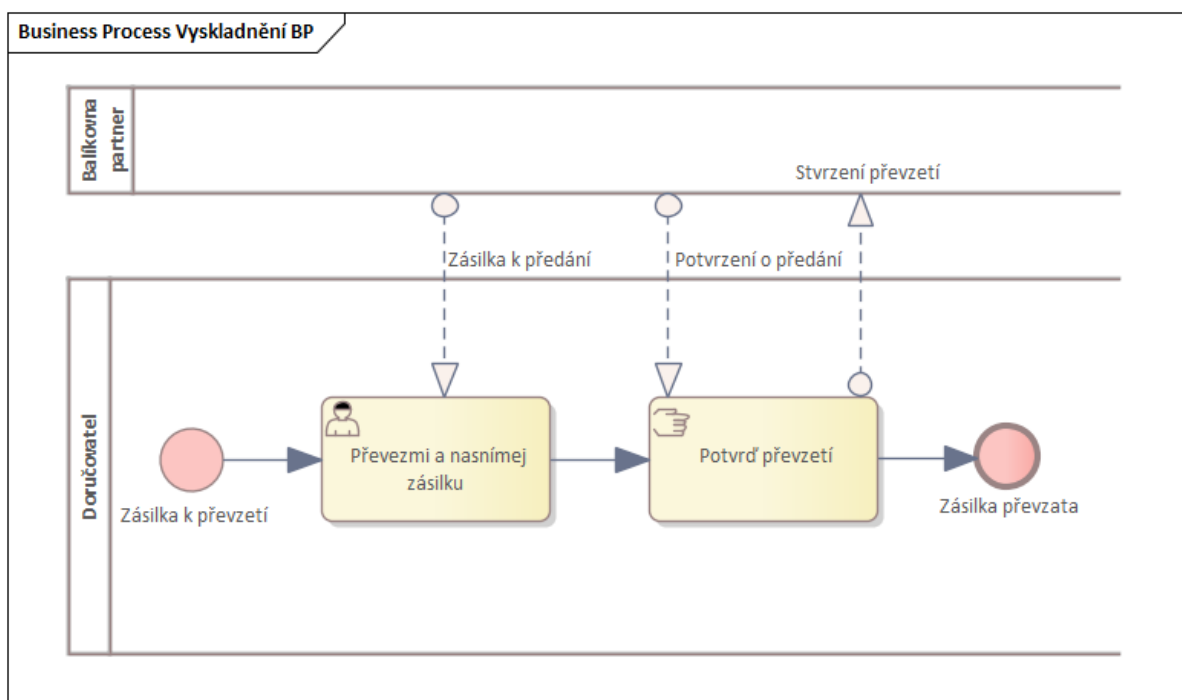 Business Process Vyskladnění BP
Balíkovna
partner
Stvrzení převzetí
Zásilka k předání
Potvrzení o předání
Doručovatel
Převezmi a nasnímej
zásilku
Potvrď převzetí
Zásilka k převzetí
Zásilka převzata